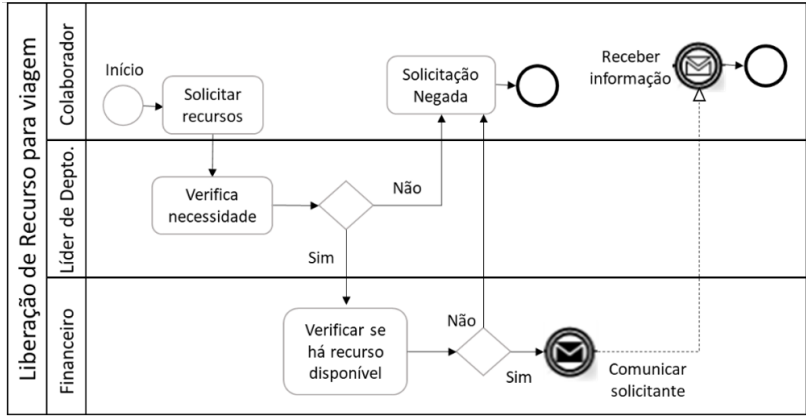 Liberação de Recurso para viagem
Colaborador
Início
Solicitar
recursos
Solicitação
Negada
Receber
informação
Líder de Depto.
Verifica
necessidade
Não
Sim
Financeiro
Verificar se
há recurso
disponível
Não
Sim
Comunicar
solicitante